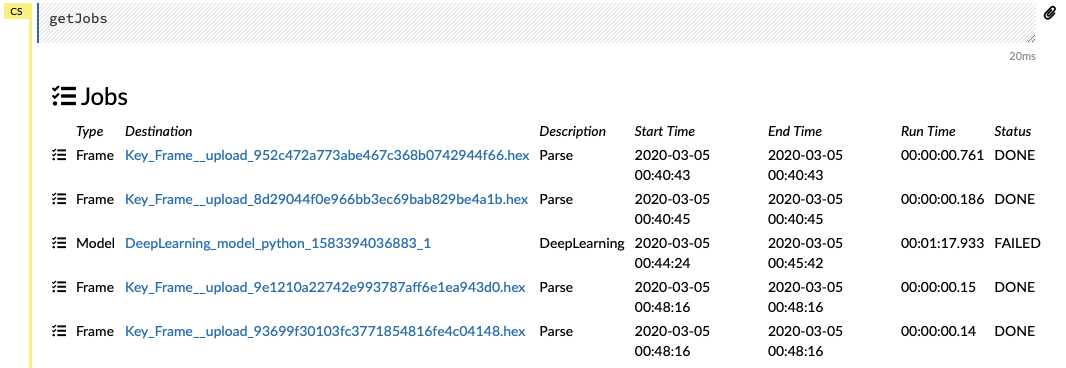 CS
getJobs
20ms
Jobs
Type Destination Description Start Time End Time Run Time Status
Frame Key_Frame__upload_952c472a773abe467c368b0742944f66.hex Parse 2020-03-05 2020-03-05 00:00:00.761 DONE
00:40:43 00:40:43
Frame Key_Frame__upload_8d29044f0e966bb3ec69bab829be4a1b.hex Parse 2020-03-05 2020-03-05 00:00:00.186 DONE
00:40:45 00:40:45
Model DeepLearning_model_python_1583394036883_1 DeepLearning 2020-03-05 2020-03-05 00:01:17.933 FAILED
00:44:24 00:45:42
Frame Key_Frame__upload_9e1210a22742e993787aff6e1ea943d0.hex Parse 2020-03-05 2020-03-05 00:00:00.15 DONE
00:48:16 00:48:16
Frame Key_Frame__upload_93699f30103fc3771854816fe4c04148.hex Parse 2020-03-05 2020-03-05 00:00:00.14 DONE
00:48:16 00:48:16